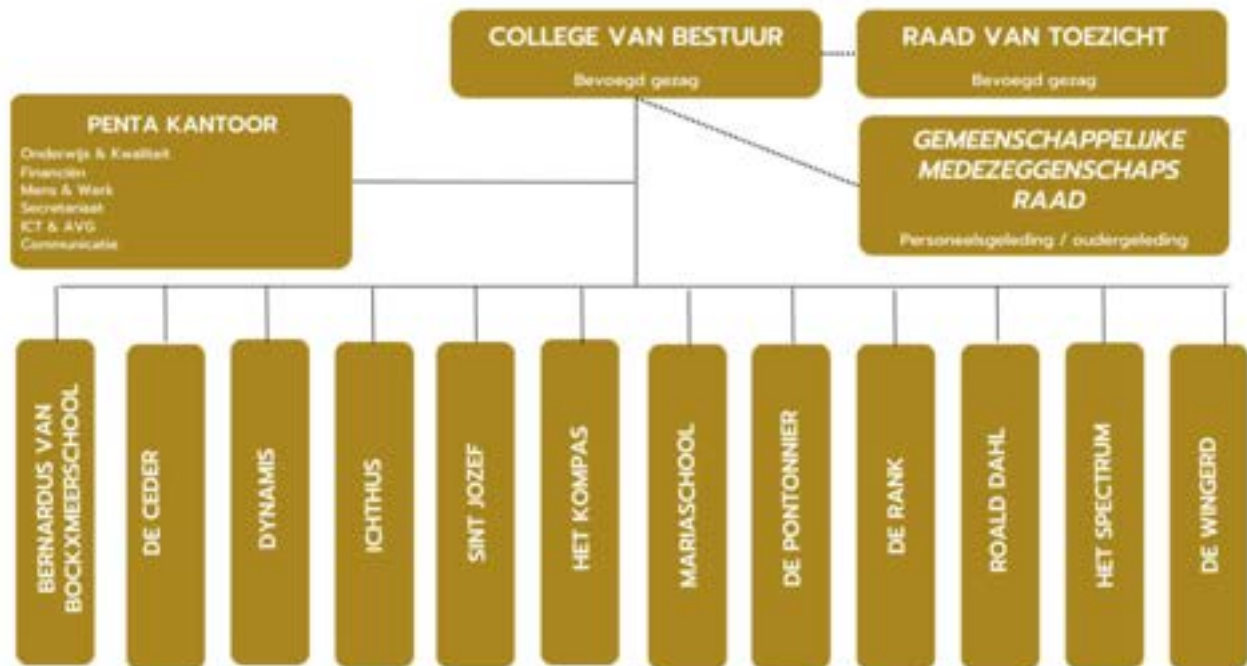 COLLEGE VAN BESTUUR
Bevoegd gezag
RAAD VAN TOEZICHT
Bevoegd gezag
PENTA KANTOOR
Onderwijs & Kwaliteit
Financiën
Mens & Werk
Secretariaat
ICT & AVG
Communicatie
GEMEENSCHAPPELIJKE
MEDEZEGGENSCHAPS
RAAD
Personeelsgeleding / oudergeleding
BERNARDUS VAN
BOCKXMEERSCHOOL
DE CEDER
DYNAMIS
ICHTHUS
SINT JOZEF
HET KOMPAS
MARIASCHOOL
DE PONTONNIER
DE RANK
ROALD DAHL
HET SPECTRUM
DE WINGERD